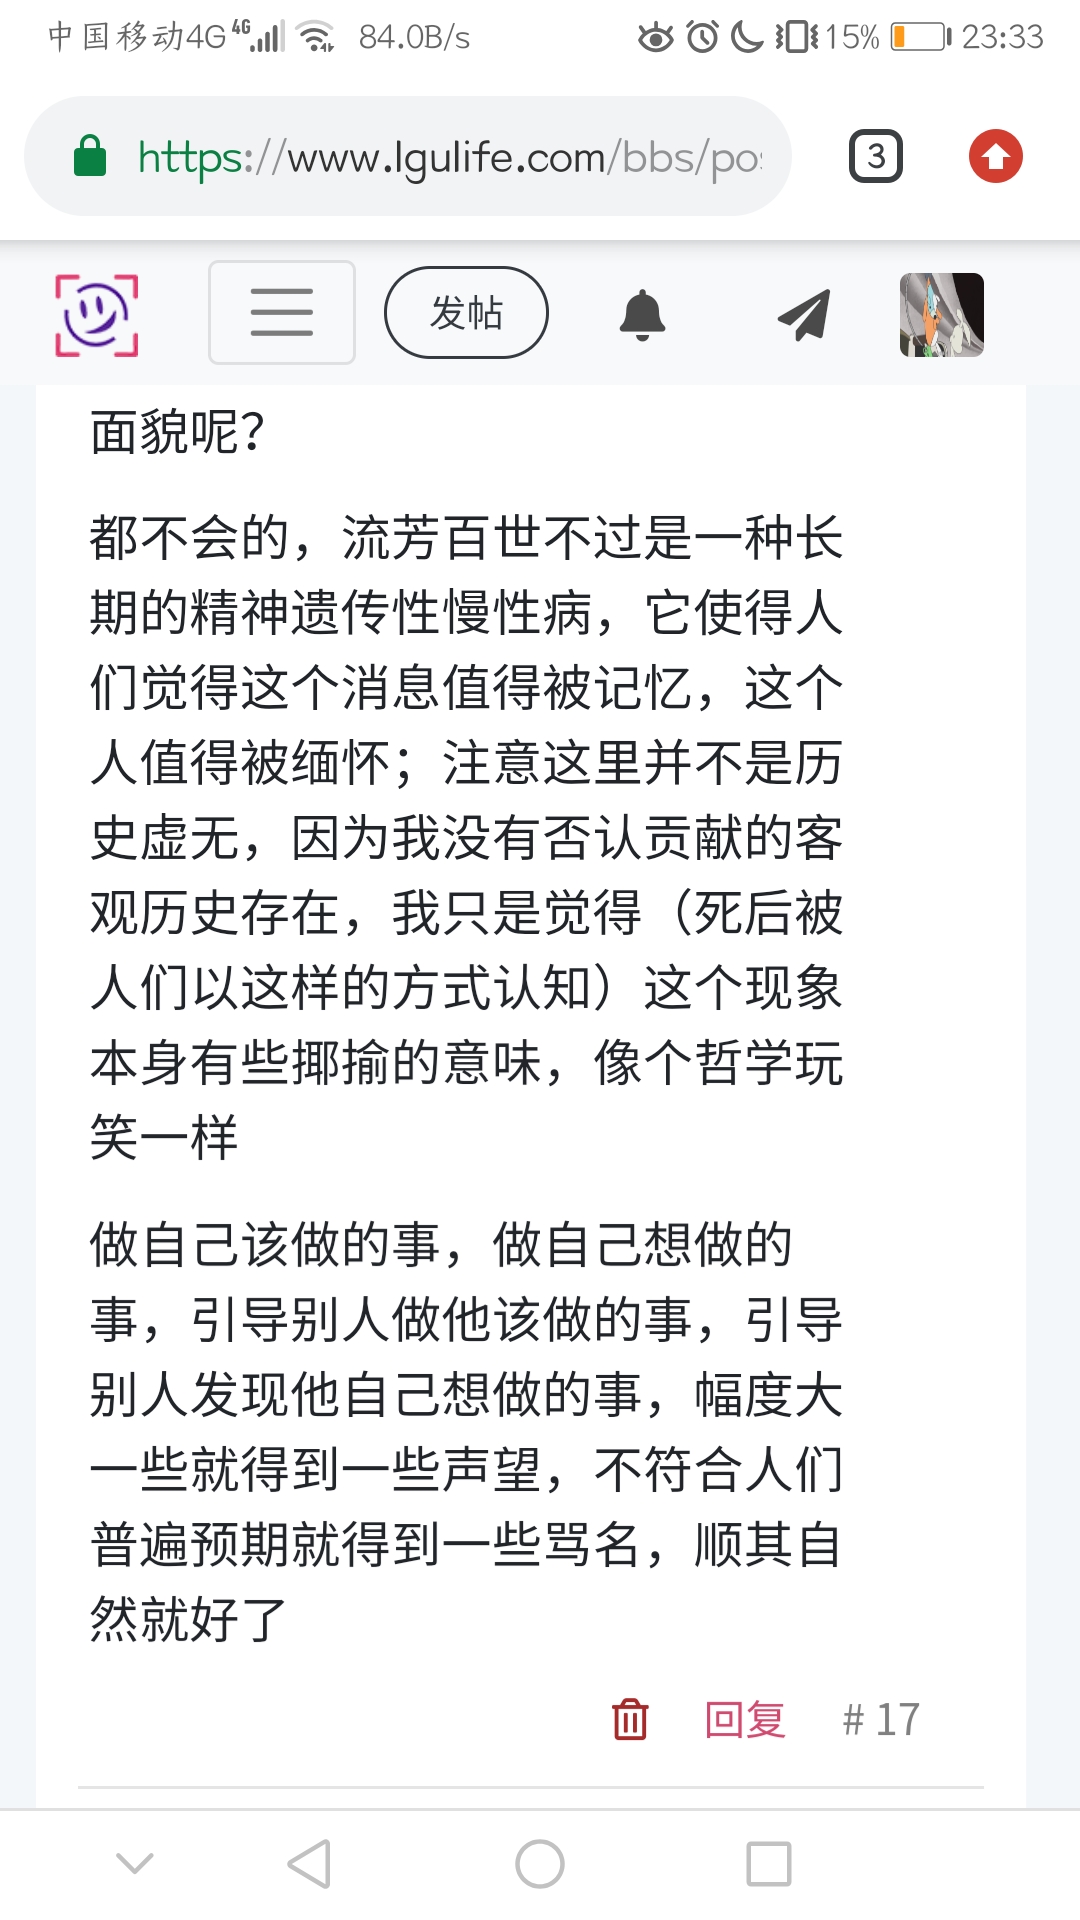 中国移动4G 4G 84.0B/s 15% 23:33
https://www.lgulife.com/bbs/po
3
发帖
面貌呢？
都不会的，流芳百世不过是一种长
期的精神遗传性慢性病，它使得人
们觉得这个消息值得被记忆，这个
人值得被缅怀；注意这里并不是历
史虚无，因为我没有否认贡献的客
观历史存在，我只是觉得（死后被
人们以这样的方式认知）这个现象
本身有些揶揄的意味，像个哲学玩
笑一样
做自己该做的事，做自己想做的
事，引导别人做他该做的事，引导
别人发现他自己想做的事，幅度大
一些就得到一些声望，不符合人们
普遍预期就得到一些骂名，顺其自
然就好了
回复 # 17